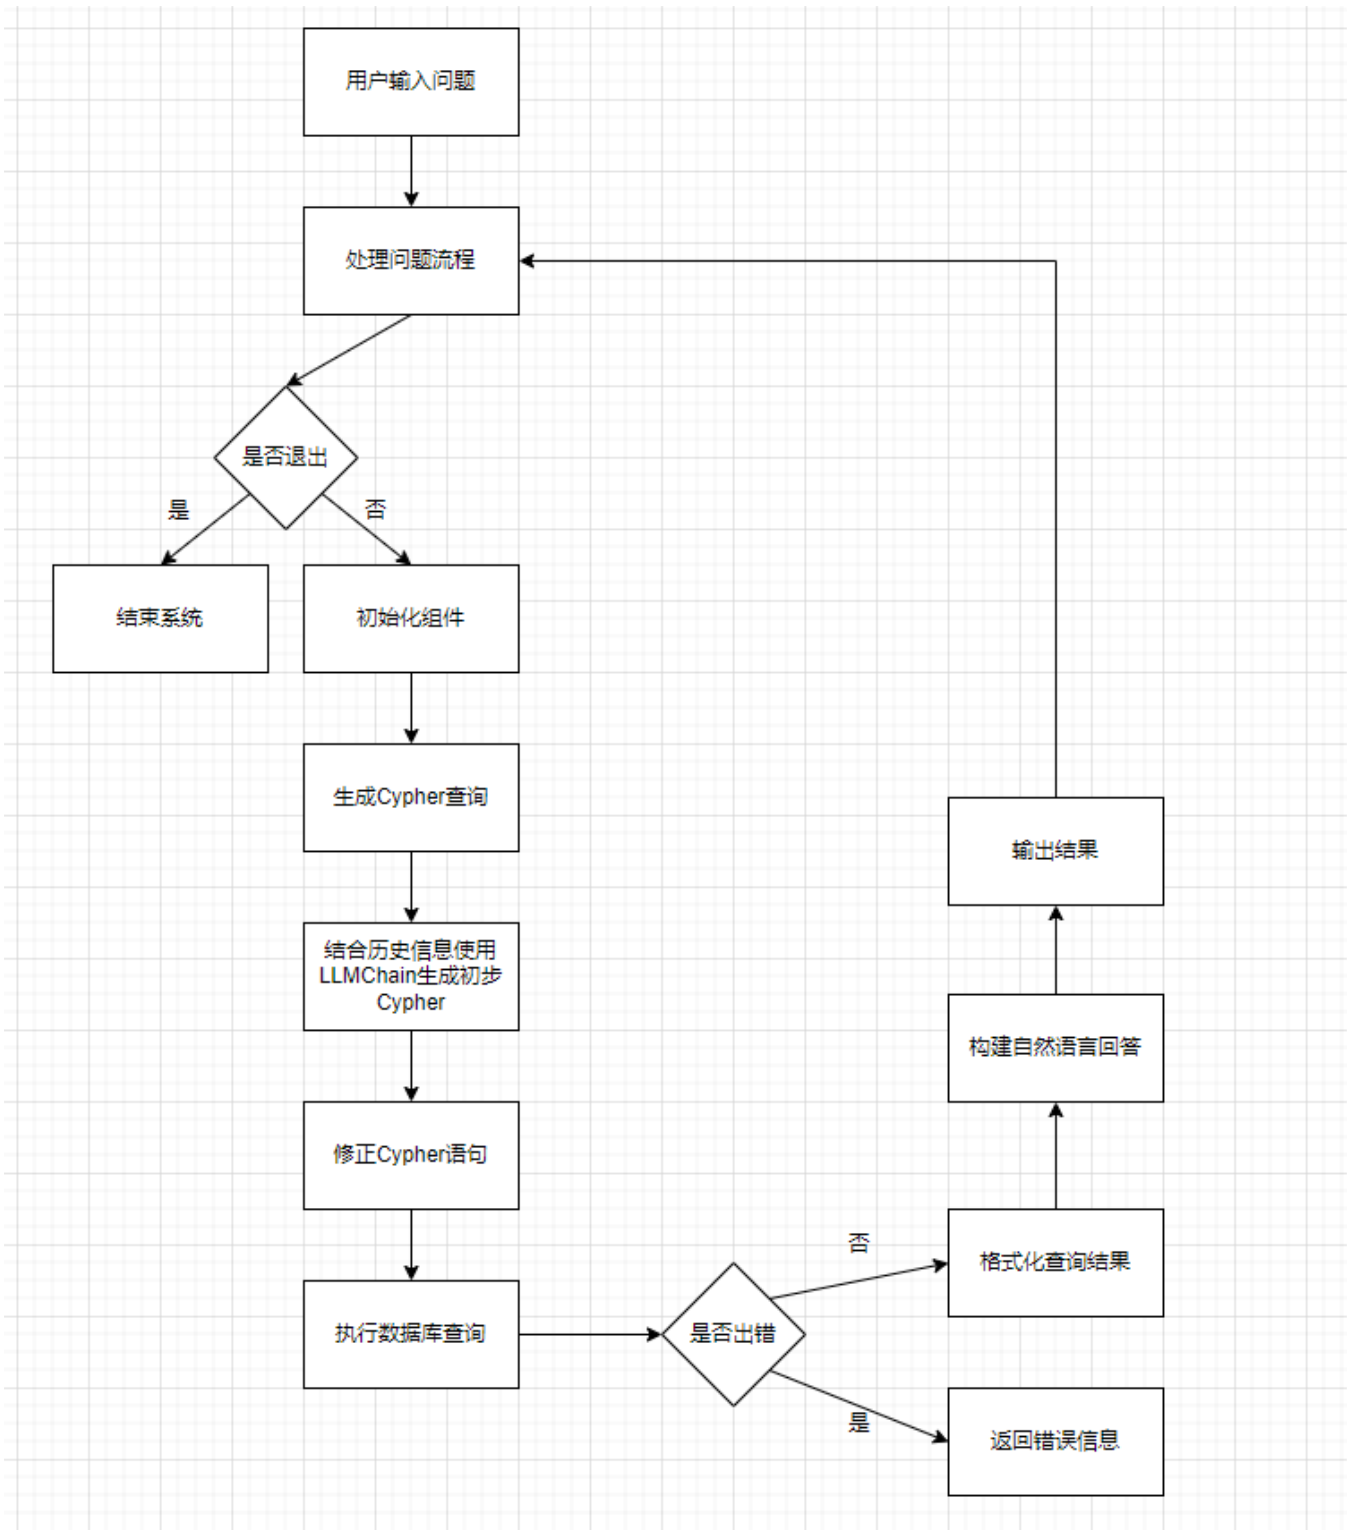 用户输入问题
处理问题流程
是否退出
是
否
结束系统
初始化组件
生成Cypher查询
结合历史信息使用
LLMChain生成初步
Cypher
修正Cypher语句
执行数据库查询
是否出错
否
是
格式化查询结果
返回错误信息
构建自然语言回答
输出结果